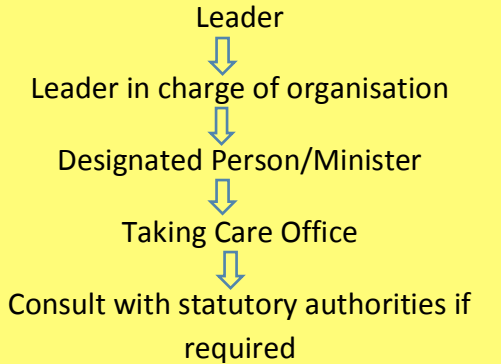 Leader
Leader in charge of organisation
Designated Person/Minister
Taking Care Office
Consult with statutory authorities if
required